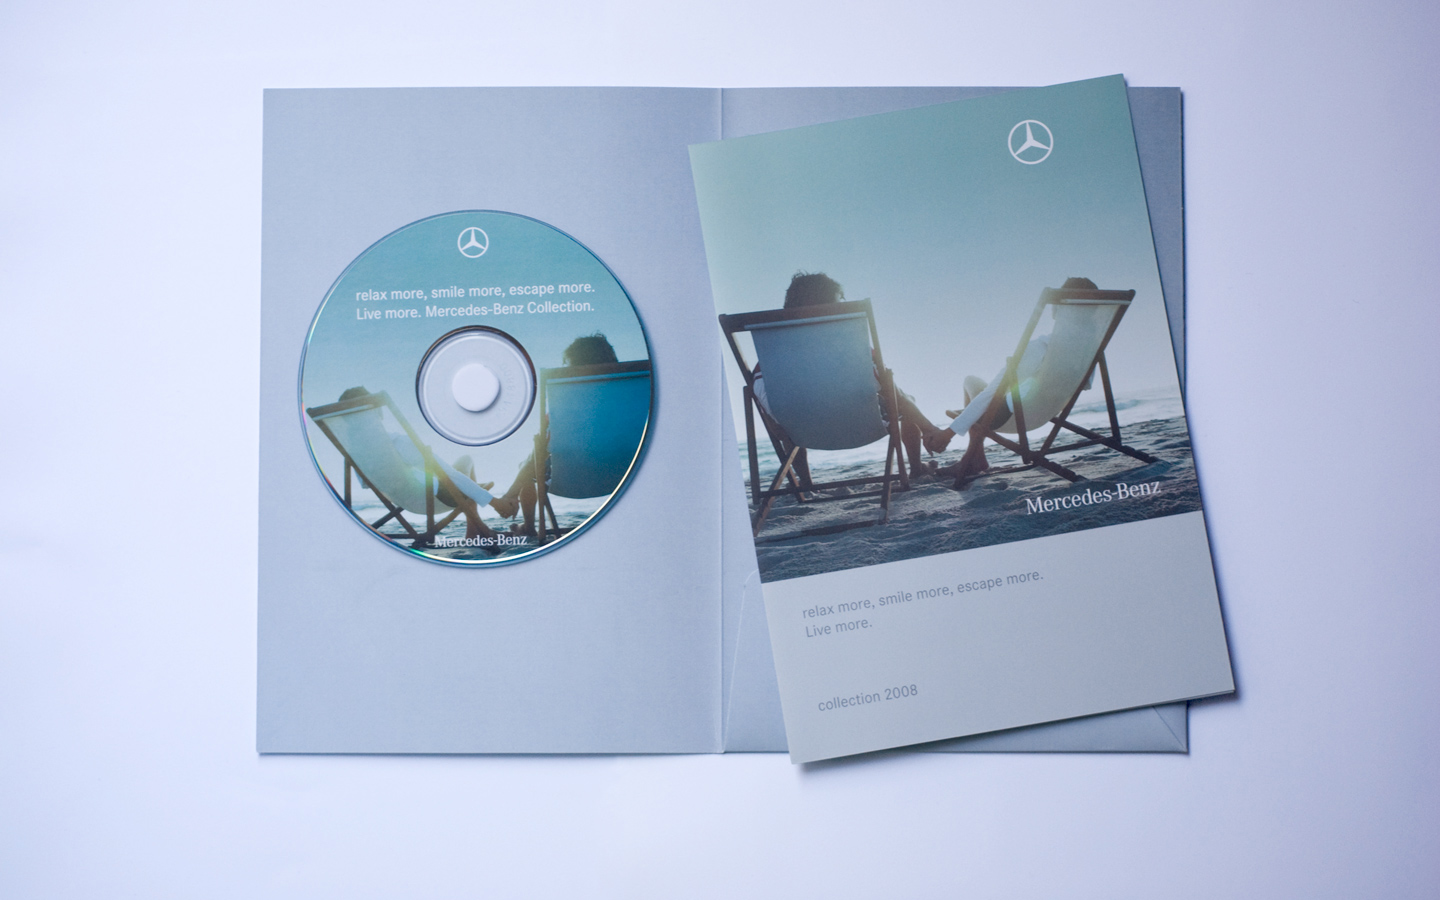 relax more, smile more, escape more.
Live more. Mercedes-Benz Collection.
Mercedes-Benz
Mercedes-Benz
relax more, smile more, escape more.
Live more.
collection 2008